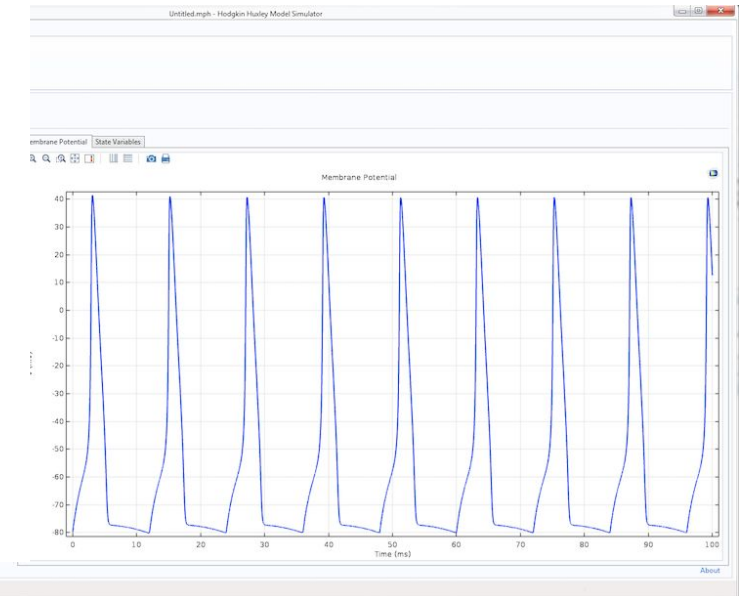 Untitled.mph - Hodgkin Huxley Model Simulator
embrane Potential State Variables
Membrane Potential
40
30
20
10
0
-10
-20
-30
-40
-50
-60
-70
-80
0 10 20 30 40 50 60 70 80 90 100
Time (ms)
About